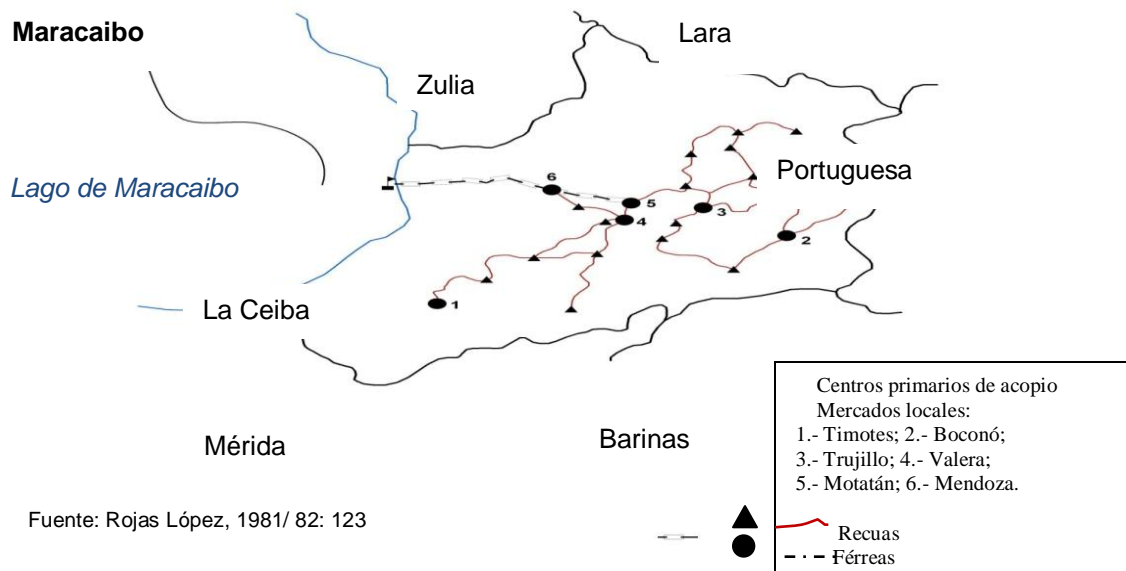 Maracaibo
Lara
Zulia
Lago de Maracaibo
Portuguesa
6
5
4
3
2
1
La Ceiba
Mérida
Barinas
Centros primarios de acopio
Mercados locales:
1.- Timotes; 2.- Boconó;
3.- Trujillo; 4.- Valera;
5.- Motatán; 6.- Mendoza.
Fuente: Rojas López, 1981/ 82: 123
Recuas
Férreas